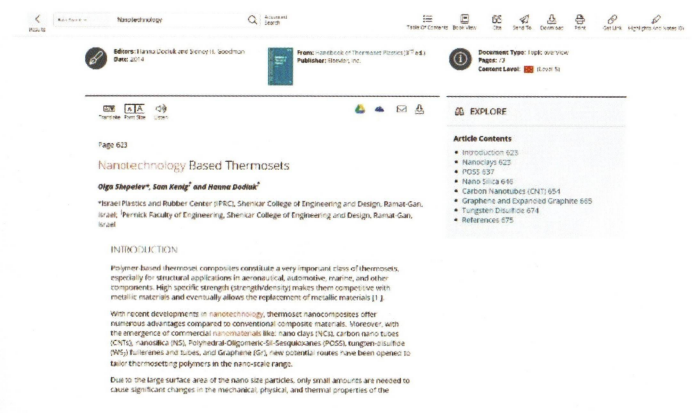 Results
Nanotechnology
Advanced
Search
Table Of Contents
Book View
Cite
Send To
Download
Print
Get Link
Highlights and Notes (0)
Editors: Hanna Dodiuk and Sidney H. Goodman
Date: 2014
From: Handbook of Thermoset Plastics (3rd ed.)
Publisher: Elsevier, Inc.
Document Type: Topic overview
Pages: 73
Content Level: (Level 5)
Translate
Font Size
Listen
EXPLORE
Article Contents
• Introduction 623
• Nanoclays 623
• POSS 637
• Nano Silica 646
• Carbon Nanotubes (CNT) 654
• Graphene and Expanded Graphite 665
• Tungsten Disulfide 674
• References 675
Page 623
Nanotechnology Based Thermosets
Olga Shepelev*, Sam Kenig† and Hanna Dodiuk†
*Israel Plastics and Rubber Center (IPRC), Shenkar College of Engineering and Design, Ramat-Gan,
Israel; †Pernick Faculty of Engineering, Shenkar College of Engineering and Design, Ramat-Gan,
Israel
INTRODUCTION
Polymer-based thermoset composites constitute a very important class of thermosets,
especially for structural applications in aeronautical, automotive, marine, and other
components. High specific strength (strength/density) makes them competitive with
metallic materials and eventually allows the replacement of metallic materials [1 ].
With recent developments in nanotechnology, thermoset nanocomposites offer
numerous advantages compared to conventional composite materials. Moreover, with
the emergence of commercial nanomaterials like: nano clays (NCs), carbon nano tubes
(CNTs), nanosilica (NS), Polyhedral-Oligomeric-Sil-Sesquioxanes (POSS), tungsten-disulfide
(WS₂) fullerenes and tubes, and Graphene (Gr), new potential routes have been opened to
tailor thermosetting polymers in the nano-scale range.
Due to the large surface area of the nano size particles, only small amounts are needed to
cause significant changes in the mechanical, physical, and thermal properties of the